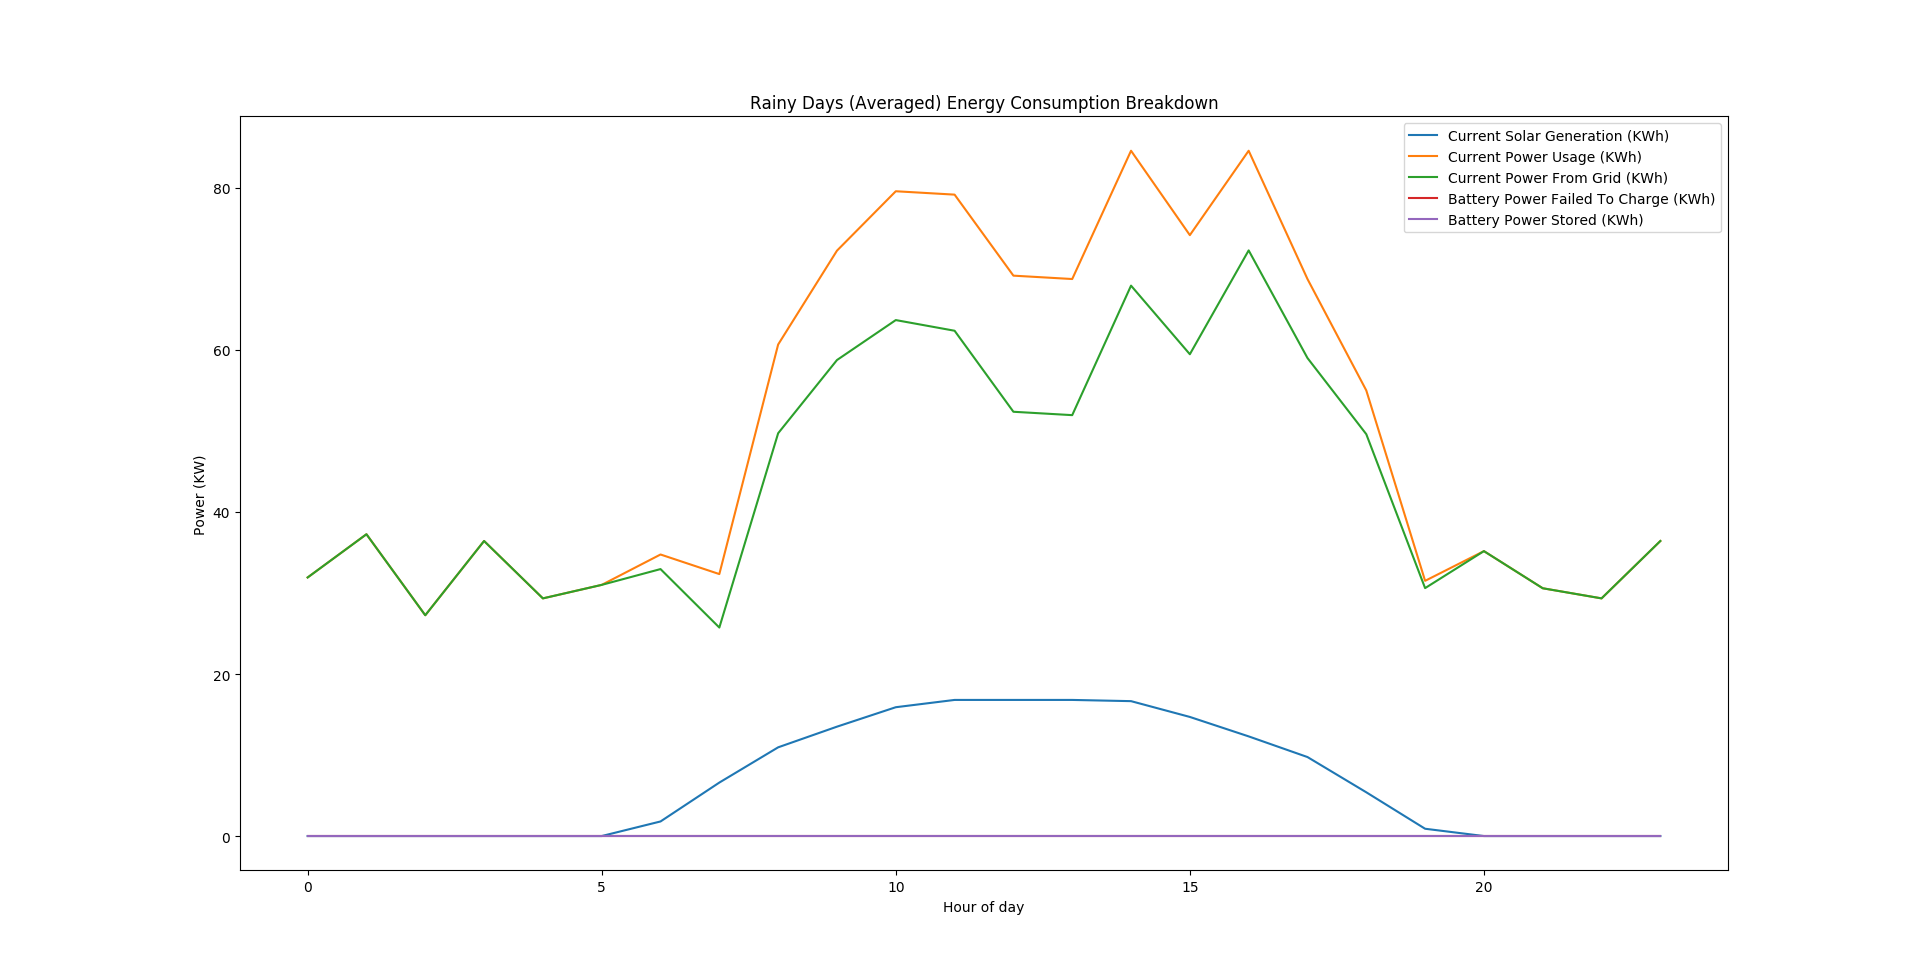 Rainy Days (Averaged) Energy Consumption Breakdown
Current Solar Generation (KWh)
Current Power Usage (KWh)
Current Power From Grid (KWh)
Battery Power Failed To Charge (KWh)
Battery Power Stored (KWh)
80
60
40
20
0
Power (KW)
0 5 10 15 20
Hour of day